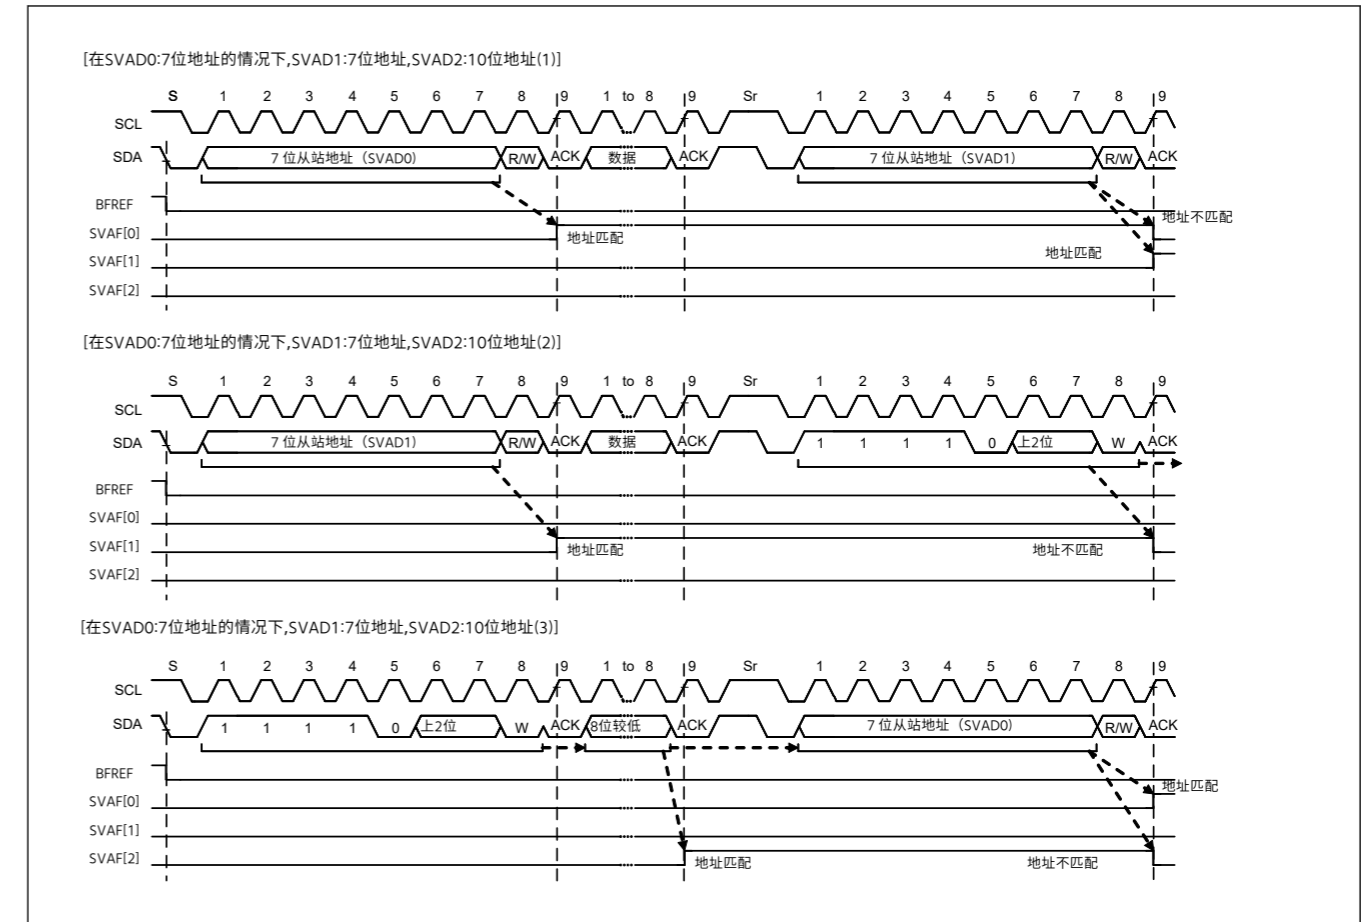 [在SVAD0:7位地址的情况下,SVAD1:7位地址,SVAD2:10位地址(1)]
S 1 2 3 4 5 6 7 8 9 1 to 8 9 Sr 1 2 3 4 5 6 7 8 9
SCL
SDA 7 位从站地址（SVAD0） R/W ACK 数据 ACK 7 位从站地址（SVAD1） R/W ACK
BFREF
地址不匹配
SVAF[0] 地址匹配
SVAF[1] 地址匹配
SVAF[2]
[在SVAD0:7位地址的情况下,SVAD1:7位地址,SVAD2:10位地址(2)]
S 1 2 3 4 5 6 7 8 9 1 to 8 9 Sr 1 2 3 4 5 6 7 8 9
SCL
SDA 7 位从站地址（SVAD1） R/W ACK 数据 ACK 1 1 1 1 0 上2位 W ACK
BFREF
SVAF[0]
SVAF[1] 地址匹配 地址不匹配
SVAF[2]
[在SVAD0:7位地址的情况下,SVAD1:7位地址,SVAD2:10位地址(3)]
S 1 2 3 4 5 6 7 8 9 1 to 8 9 Sr 1 2 3 4 5 6 7 8 9
SCL
SDA 1 1 1 1 0 上2位 W ACK 8位较低 ACK 7 位从站地址（SVAD0） R/W ACK
BFREF
地址匹配
SVAF[0]
SVAF[1]
SVAF[2] 地址匹配 地址不匹配